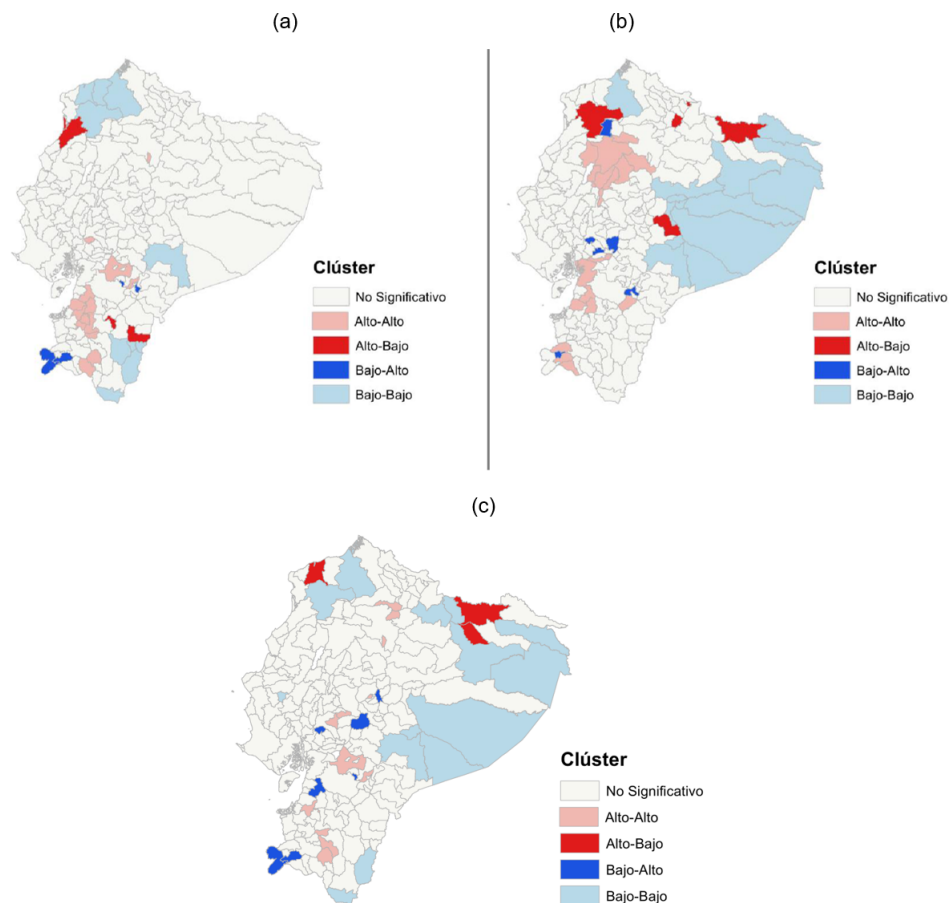 (a)
Clúster
No Significativo
Alto-Alto
Alto-Bajo
Bajo-Alto
Bajo-Bajo
(b)
Clúster
No Significativo
Alto-Alto
Alto-Bajo
Bajo-Alto
Bajo-Bajo
(c)
Clúster
No Significativo
Alto-Alto
Alto-Bajo
Bajo-Alto
Bajo-Bajo